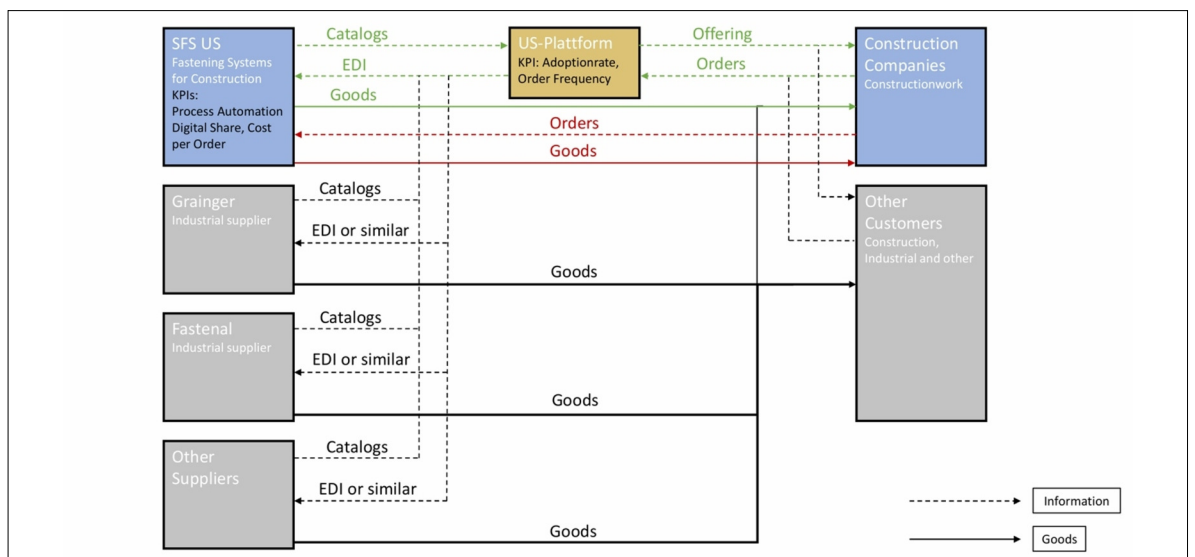 SFS US
Fastening Systems
for Construction
KPIs:
Process Automation
Digital Share, Cost
per Order
Catalogs
EDI
Goods
US-Plattform
KPI: Adoptionrate,
Order Frequency
Offering
Orders
Construction
Companies
Constructionwork
Orders
Goods
Grainger
Industrial supplier
Catalogs
EDI or similar
Goods
Other
Customers
Construction,
Industrial and other
Fastenal
Industrial supplier
Catalogs
EDI or similar
Goods
Other
Suppliers
Catalogs
EDI or similar
Goods
Information
Goods